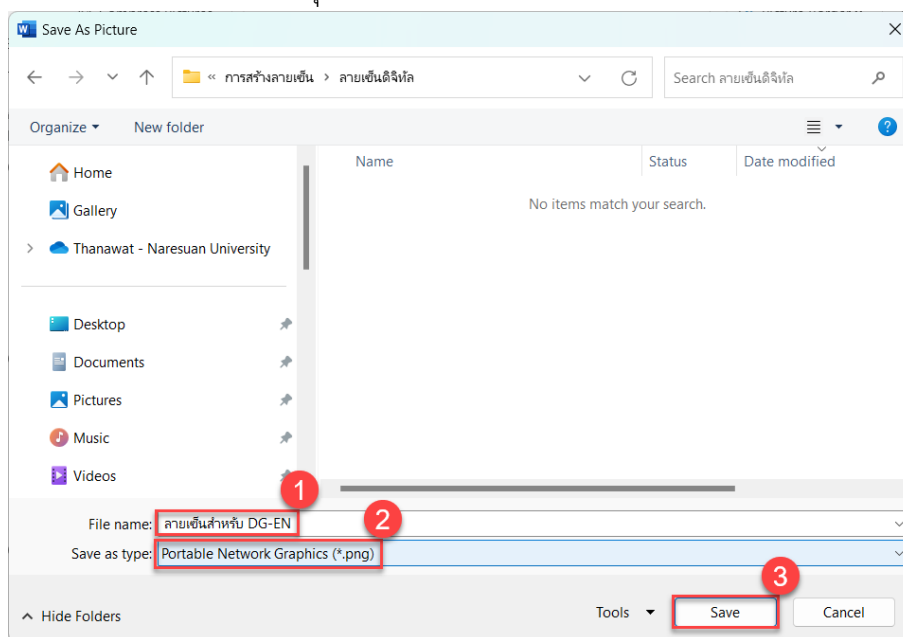 Save As Picture
« การสร้างลายเซ็น > ลายเซ็นดิจิทัล
Search ลายเซ็นดิจิทัล
Organize New folder
Name Status Date modified
No items match your search.
Home
Gallery
Thanawat - Naresuan University
Desktop
Documents
Pictures
Music
Videos
1
File name: ลายเซ็นสำหรับ DG-EN
2
Save as type: Portable Network Graphics (*.png)
3
Hide Folders Tools Save Cancel